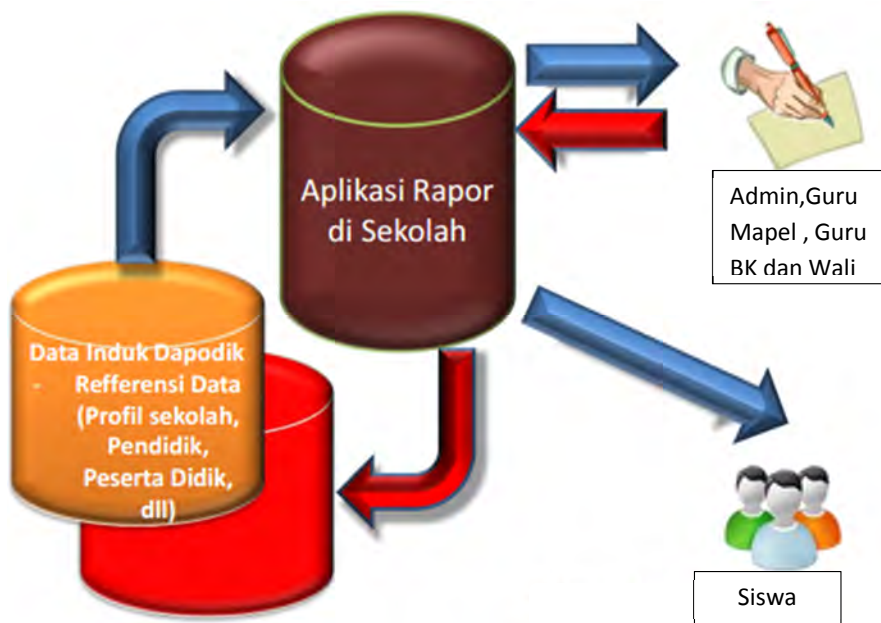 Aplikasi Rapor
di Sekolah
Admin,Guru
Mapel , Guru
BK dan Wali
Data Induk Dapodik
- Refferensi Data
(Profil sekolah,
Pendidik,
Peserta Didik,
dll)
Siswa